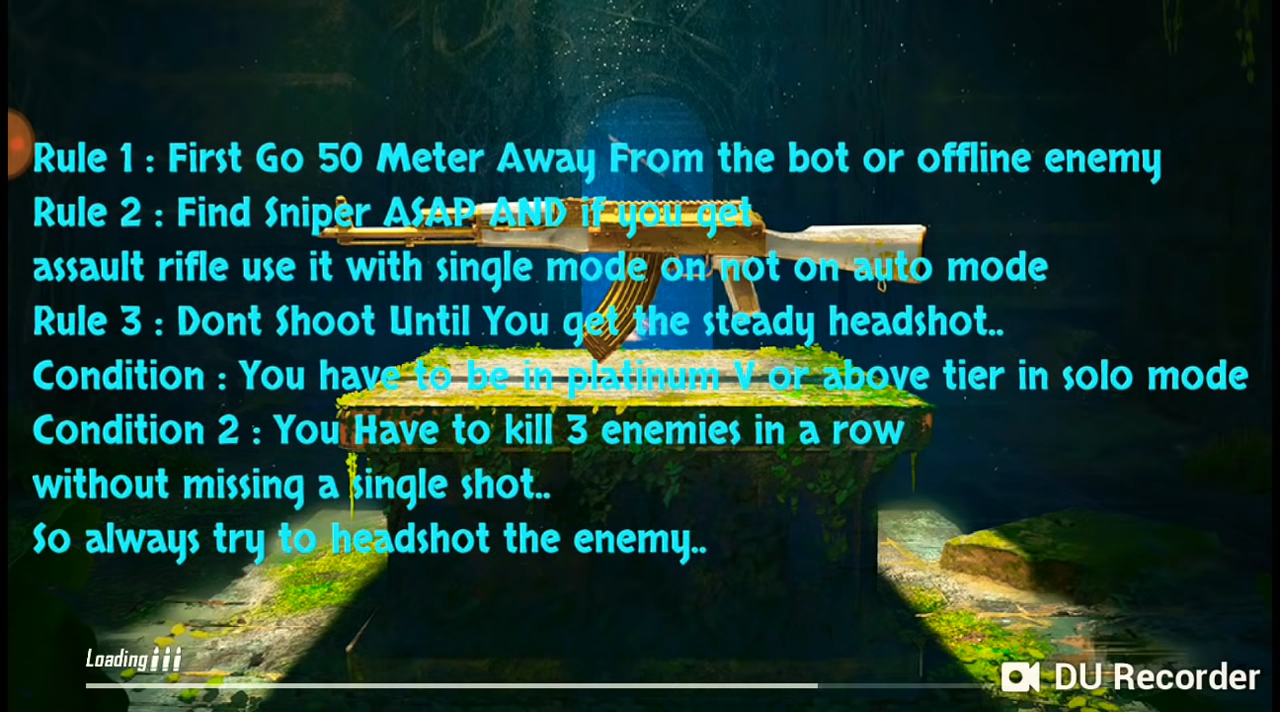 Rule 1 : First Go 50 Meter Away From the bot or offline enemy
Rule 2 : Find Sniper ASAP AND if you get
assault rifle use it with single mode on not on auto mode
Rule 3 : Dont Shoot Until You get the steady headshot..
Condition : You have to be in platinum V or above tier in solo mode
Condition 2 : You Have to kill 3 enemies in a row
without missing a single shot..
So always try to headshot the enemy..
Loading
DU Recorder